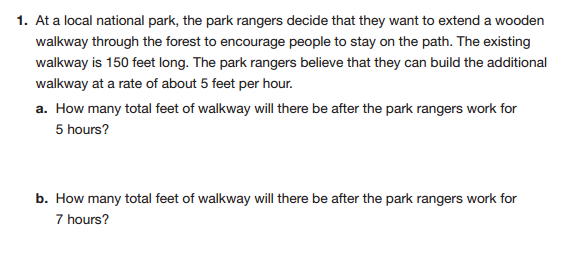 1. At a local national park, the park rangers decide that they want to extend a wooden
walkway through the forest to encourage people to stay on the path. The existing
walkway is 150 feet long. The park rangers believe that they can build the additional
walkway at a rate of about 5 feet per hour.
a. How many total feet of walkway will there be after the park rangers work for
5 hours?
b. How many total feet of walkway will there be after the park rangers work for
7 hours?